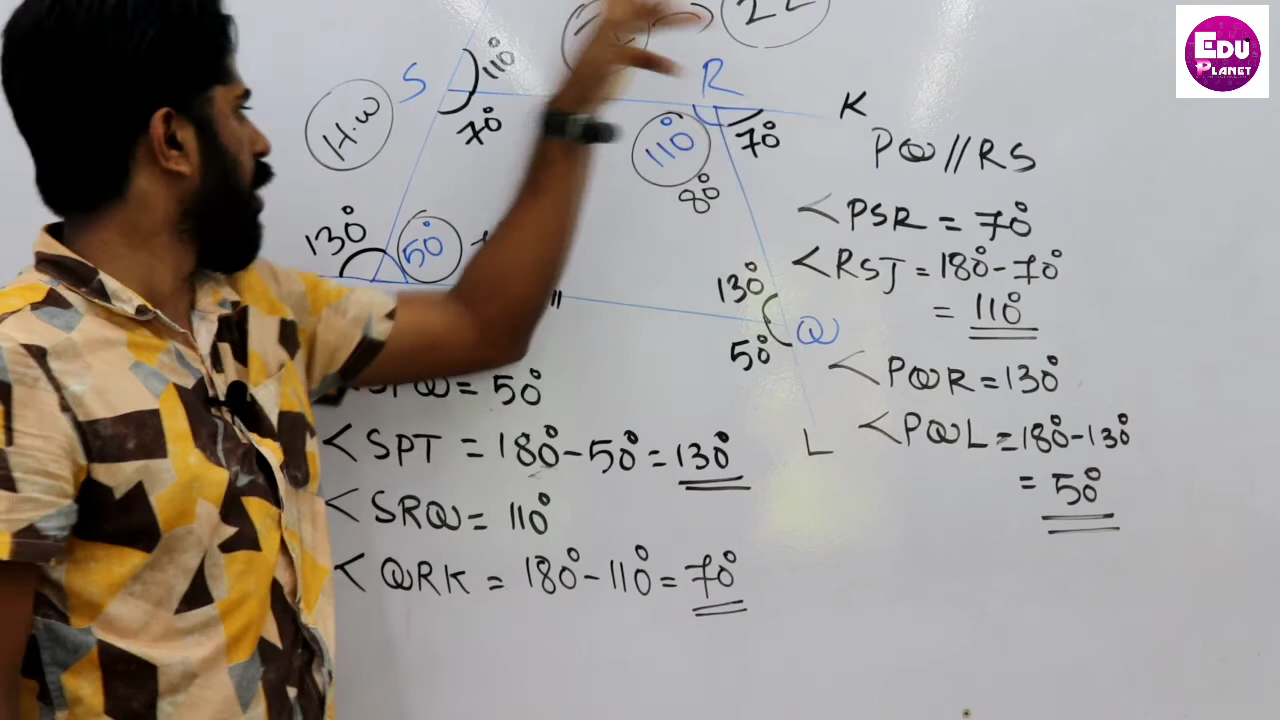 EDU
PLANET
22
S
110°
R
K
H.W
70°
110°
70°
PQ//RS
80°
<PSR = 70°
130°
50°
<RSJ = 180° - 70°
= 110°
130°
Q
50°
<PQR = 130°
= 50°
<PQL = 180° - 130°
<SPT = 180° - 50° = 130°
L
= 50°
<SRQ = 110°
<QRK = 180° - 110° = 70°